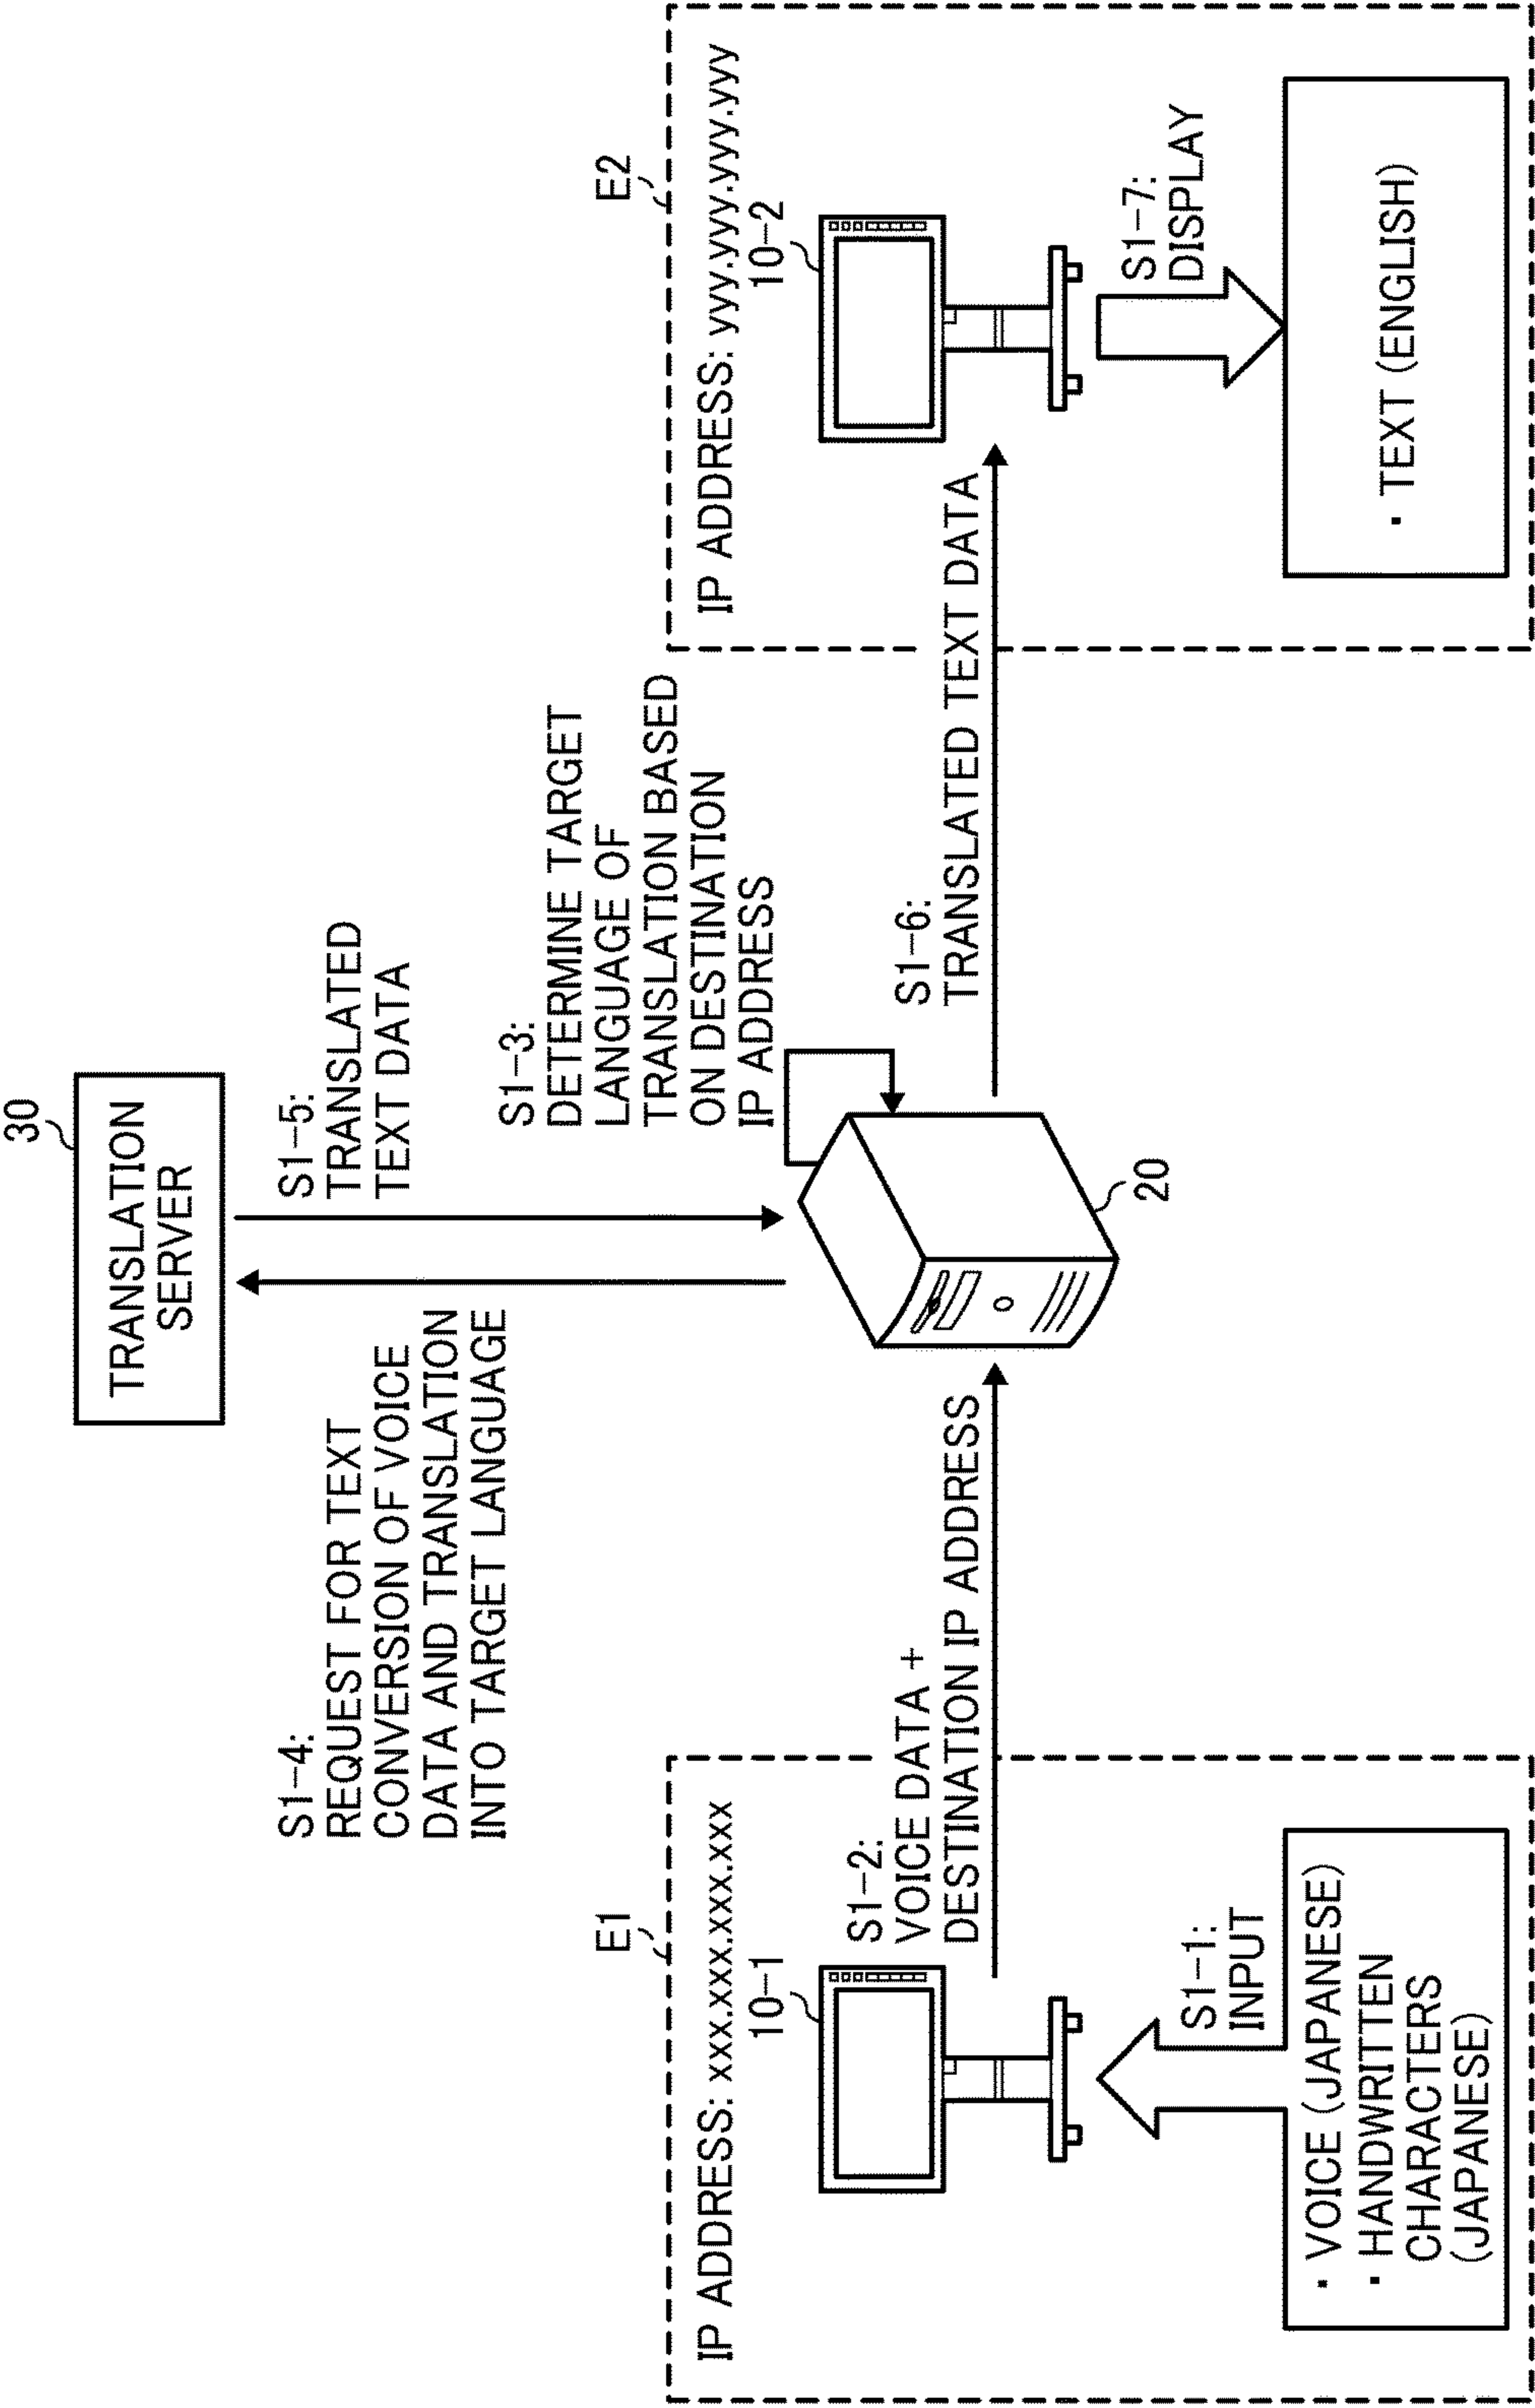 30
TRANSLATION
SERVER
S1-4:
REQUEST FOR TEXT
CONVERSION OF VOICE
DATA AND TRANSLATION
INTO TARGET LANGUAGE
S1-5:
TRANSLATED
TEXT DATA
S1-3:
DETERMINE TARGET
LANGUAGE OF
TRANSLATION BASED
ON DESTINATION
IP ADDRESS
E1
IP ADDRESS: xxx.xxx.xxx.xxx
10-1
S1-2:
VOICE DATA +
DESTINATION IP ADDRESS
S1-1:
INPUT
・ VOICE (JAPANESE)
・ HANDWRITTEN
CHARACTERS
(JAPANESE)
20
S1-6:
TRANSLATED TEXT DATA
E2
IP ADDRESS: yyy.yyy.yyy.yyy
10-2
S1-7:
DISPLAY
・ TEXT (ENGLISH)